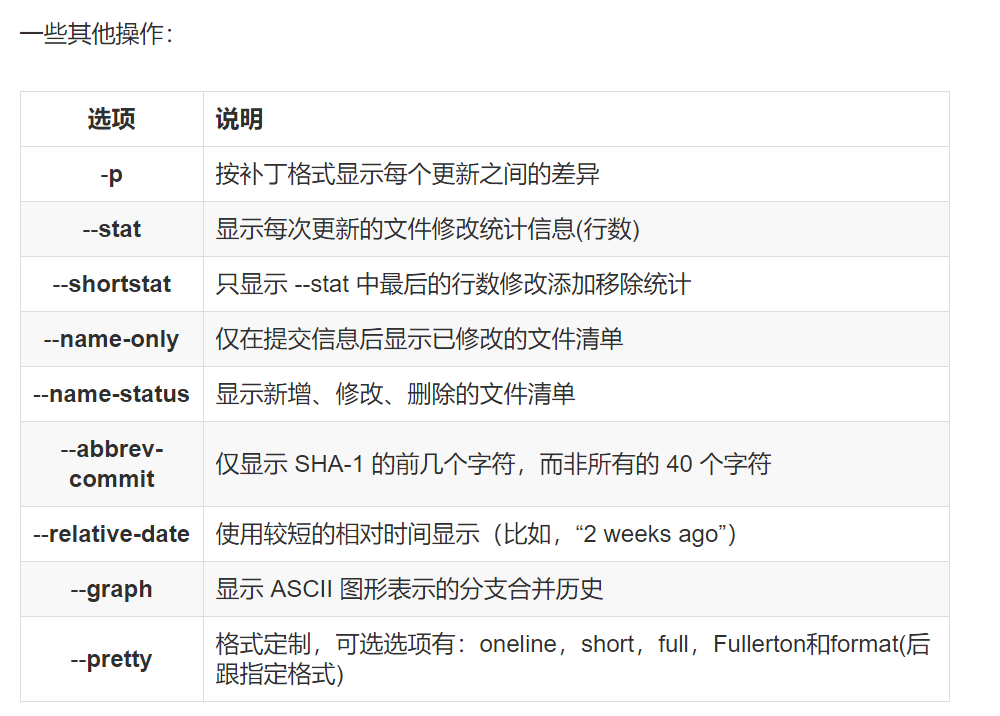 一些其他操作：
选项 说明
-p 按补丁格式显示每个更新之间的差异
--stat 显示每次更新的文件修改统计信息(行数)
--shortstat 只显示 --stat 中最后的行数修改添加移除统计
--name-only 仅在提交信息后显示已修改的文件清单
--name-status 显示新增、修改、删除的文件清单
--abbrev-
commit 仅显示 SHA-1 的前几个字符，而非所有的 40 个字符
--relative-date 使用较短的相对时间显示（比如，“2 weeks ago”）
--graph 显示 ASCII 图形表示的分支合并历史
--pretty 格式定制，可选选项有：oneline，short，full，Fullerton和format(后
跟指定格式)